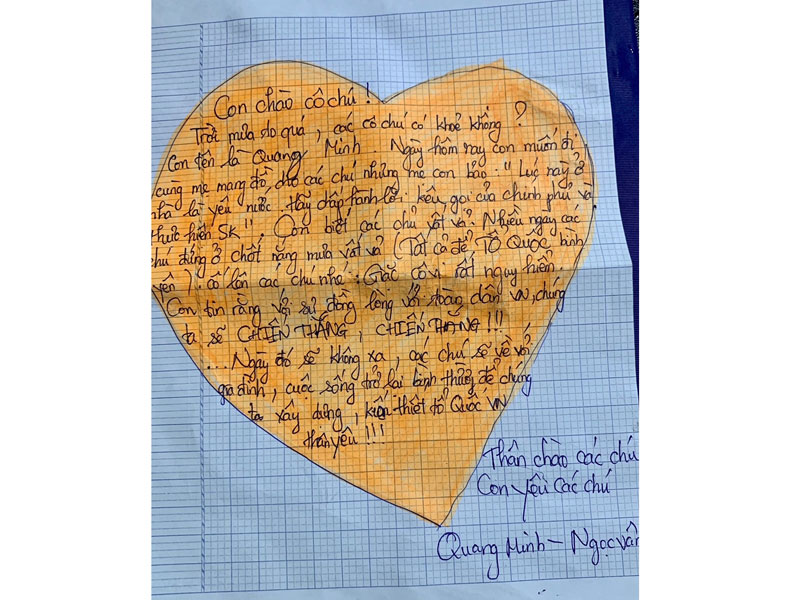 Con chào cô chú !
Trời mưa to quá, các cô chú có khoẻ không ?
Con tên là Quang Minh Ngày hôm nay con muốn đi
cùng mẹ mang đồ cho các chú nhưng mẹ con bảo : " Lúc này ở
nhà là yêu nước. Hãy đáp lời kêu gọi của chính phủ và
thực hiện 5K". Con biết các chú vất vả. Nhiều ngày các
chú đứng ở chốt nắng mưa vất vả (Tất cả để Tổ Quốc bình
yên). cố lên các chú nhé : Giặc côvi rất nguy hiểm.
Con tin rằng với sự đồng lòng với toàn dân VN, chúng
ta sẽ CHIẾN THẮNG, CHIẾN THẮNG !!!
...Ngày đó sẽ không xa, các chú sẽ về với
gia đình, cuộc sống trở lại bình thường để chúng
ta xây dựng, kiến thiết tổ Quốc VN
thân yêu !!!
Thân chào các chú
Con yêu các chú
Quang Minh – Ngọc Vân